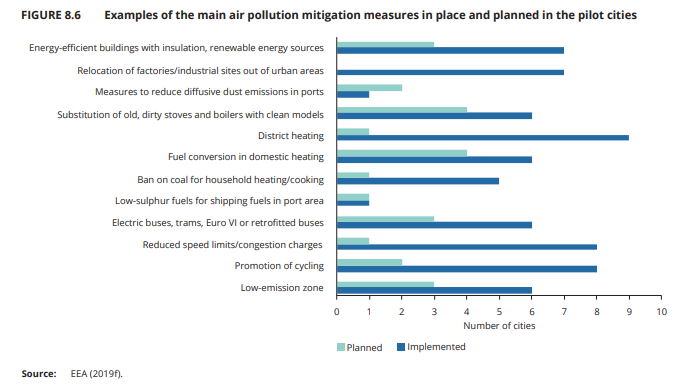 FIGURE 8.6 Examples of the main air pollution mitigation measures in place and planned in the pilot cities
Energy-efficient buildings with insulation, renewable energy sources
Relocation of factories/industrial sites out of urban areas
Measures to reduce diffusive dust emissions in ports
Substitution of old, dirty stoves and boilers with clean models
District heating
Fuel conversion in domestic heating
Ban on coal for household heating/cooking
Low-sulphur fuels for shipping fuels in port area
Electric buses, trams, Euro VI or retrofitted buses
Reduced speed limits/congestion charges
Promotion of cycling
Low-emission zone
0 1 2 3 4 5 6 7 8 9 10
Number of cities
Planned Implemented
Source: EEA (2019f).